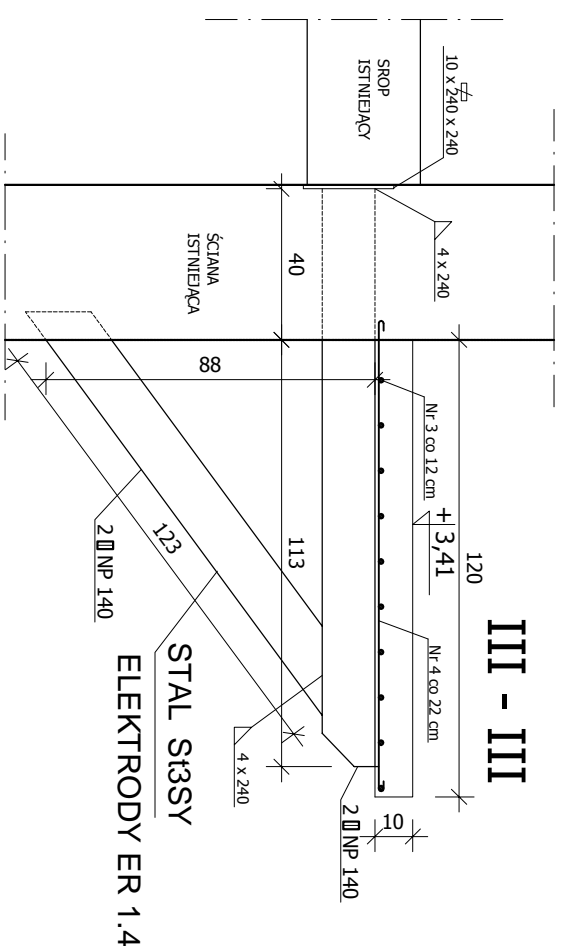 III - III
10 x 240 x 240
4 x 240
SROP
ISTNIEJĄCY
ŚCIANA
ISTNIEJĄCA
40
88
Nr 3 co 12 cm
+ 3,41
120
Nr 4 co 22 cm
10
113
123
2 NP 140
2 NP 140
4 x 240
STAL St3SY
ELEKTRODY ER 1.4